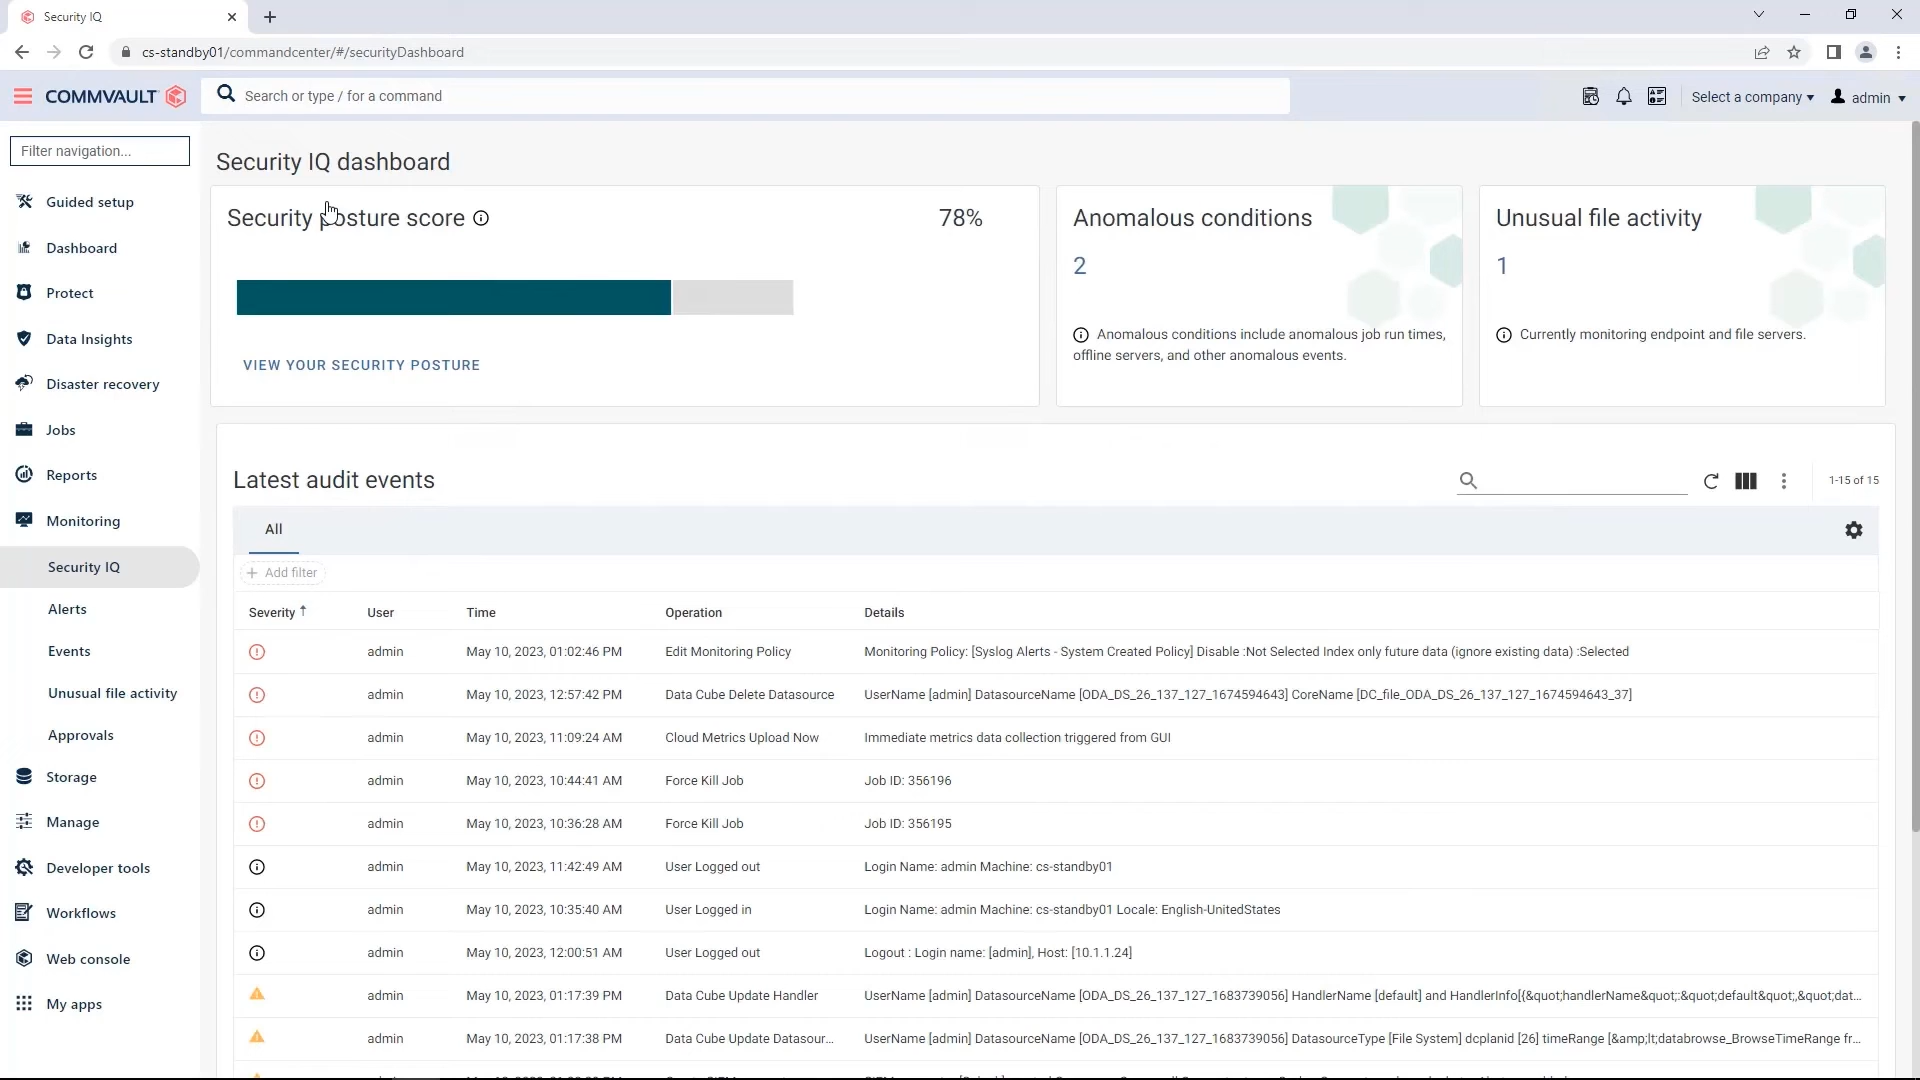 Security IQ
cs-standby01/commandcenter/#/securityDashboard
COMMVAULT
Search or type / for a command
Select a company
admin
Filter navigation...
Guided setup
Dashboard
Protect
Data Insights
Disaster recovery
Jobs
Reports
Monitoring
Security IQ
Alerts
Events
Unusual file activity
Approvals
Storage
Manage
Developer tools
Workflows
Web console
My apps
Security IQ dashboard
Security posture score
78%
VIEW YOUR SECURITY POSTURE
Anomalous conditions
2
Anomalous conditions include anomalous job run times,
offline servers, and other anomalous events.
Unusual file activity
1
Currently monitoring endpoint and file servers.
Latest audit events
1-15 of 15
All
+ Add filter
Severity User Time Operation Details
admin May 10, 2023, 01:02:46 PM Edit Monitoring Policy Monitoring Policy: [Syslog Alerts - System Created Policy] Disable :Not Selected Index only future data (ignore existing data) :Selected
admin May 10, 2023, 12:57:42 PM Data Cube Delete Datasource UserName [admin] DatasourceName [ODA_DS_26_137_127_1674594643] CoreName [DC_file_ODA_DS_26_137_127_1674594643_37]
admin May 10, 2023, 11:09:24 AM Cloud Metrics Upload Now Immediate metrics data collection triggered from GUI
admin May 10, 2023, 10:44:41 AM Force Kill Job Job ID: 356196
admin May 10, 2023, 10:36:28 AM Force Kill Job Job ID: 356195
admin May 10, 2023, 11:42:49 AM User Logged out Login Name: admin Machine: cs-standby01
admin May 10, 2023, 10:35:40 AM User Logged in Login Name: admin Machine: cs-standby01 Locale: English-UnitedStates
admin May 10, 2023, 12:00:51 AM User Logged out Logout : Login name: [admin], Host: [10.1.1.24]
admin May 10, 2023, 01:17:39 PM Data Cube Update Handler UserName [admin] DatasourceName [ODA_DS_26_137_127_1683739056] HandlerName [default] and HandlerInfo[{&quot;handlerName&quot;:&quot;default&quot;,&quot;dat...
admin May 10, 2023, 01:17:38 PM Data Cube Update Datasour... UserName [admin] DatasourceName [ODA_DS_26_137_127_1683739056] DatasourceType [File System] dcplanid [26] timeRange [&amp;lt;databrowse_BrowseTimeRange fr...